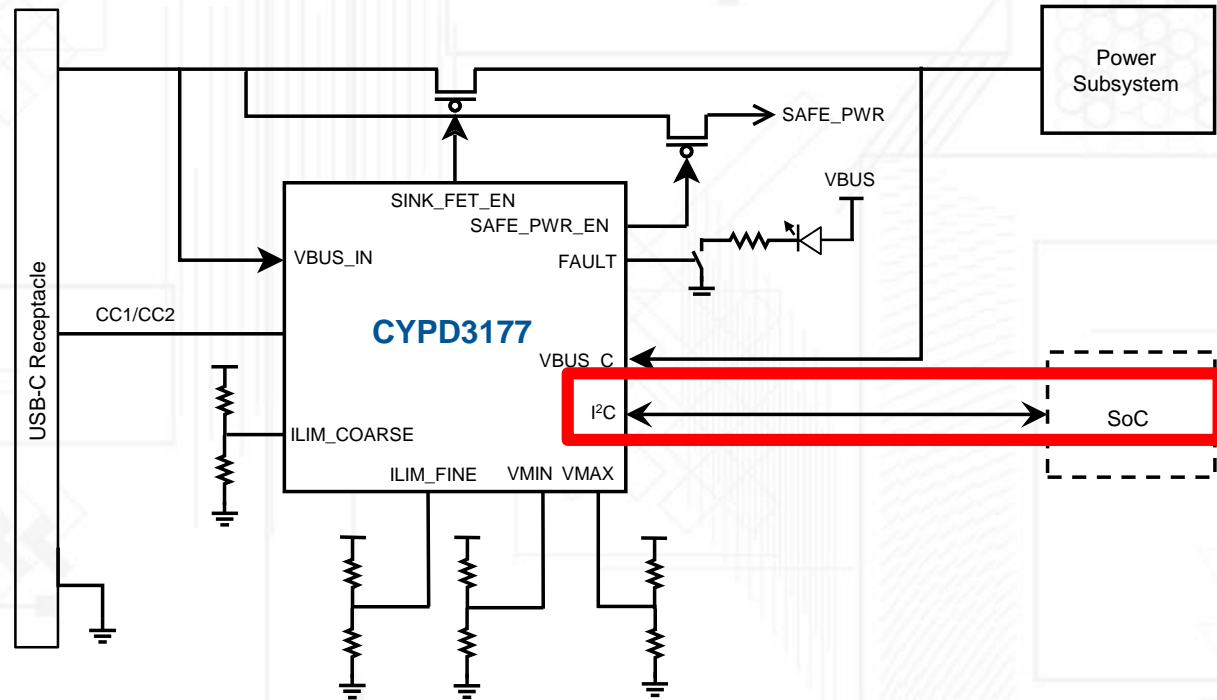 Power
Subsystem
SAFE_PWR
VBUS
SINK_FET_EN
SAFE_PWR_EN
VBUS_IN
FAULT
CC1/CC2
CYPD3177
USB-C Receptacle
VBUS_C
I²C
SoC
ILIM_COARSE
ILIM_FINE
VMIN
VMAX